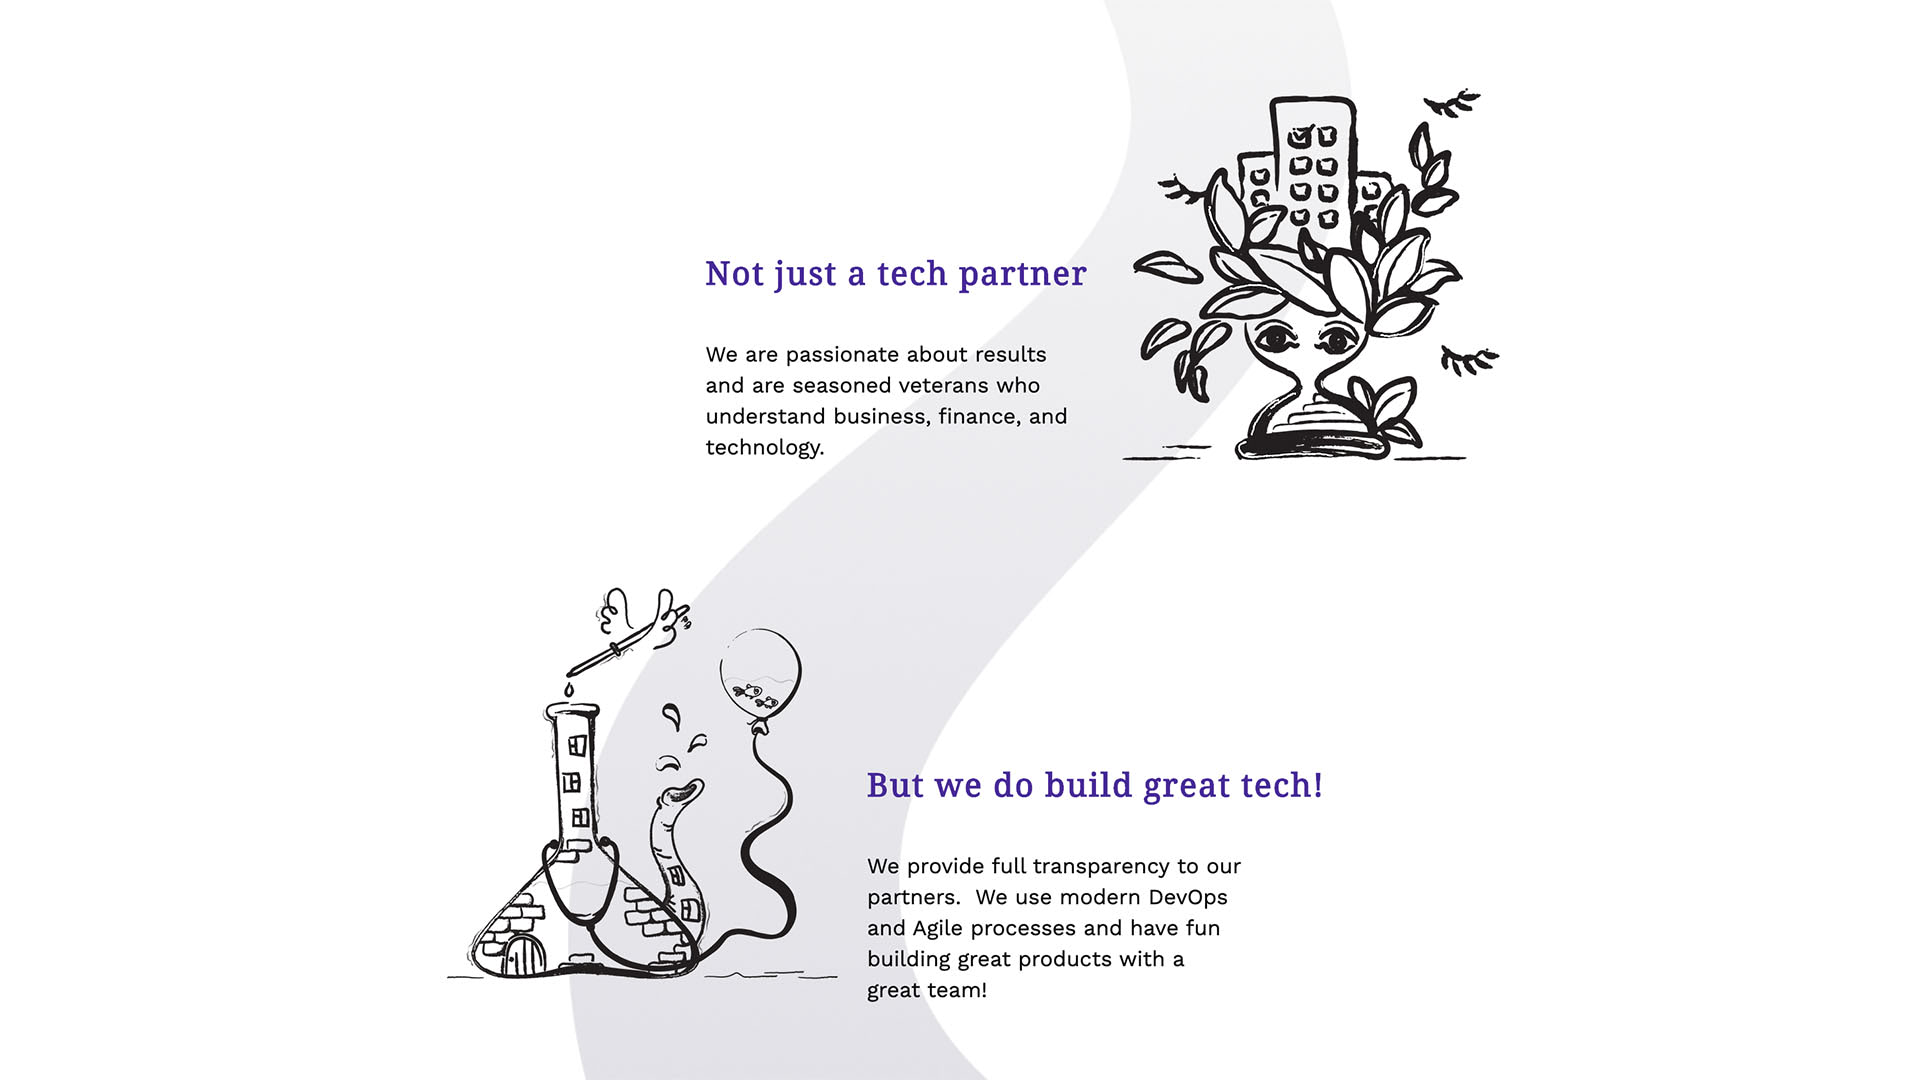 Not just a tech partner
We are passionate about results
and are seasoned veterans who
understand business, finance, and
technology.
But we do build great tech!
We provide full transparency to our
partners.  We use modern DevOps
and Agile processes and have fun
building great products with a
great team!